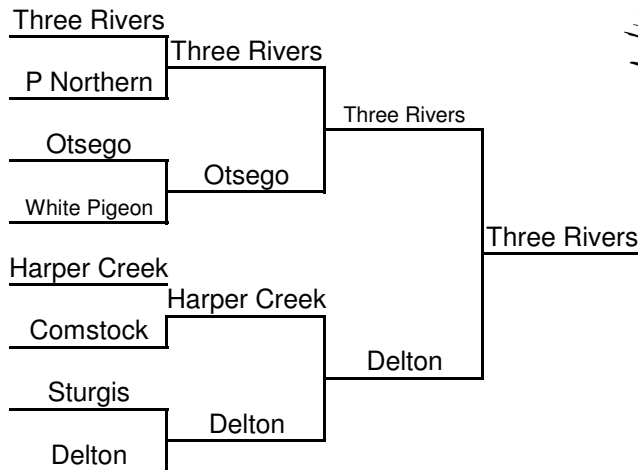 Three Rivers
P Northern
Otsego
White Pigeon
Harper Creek
Comstock
Sturgis
Delton
Three Rivers
Otsego
Harper Creek
Delton
Three Rivers
Delton
Three Rivers